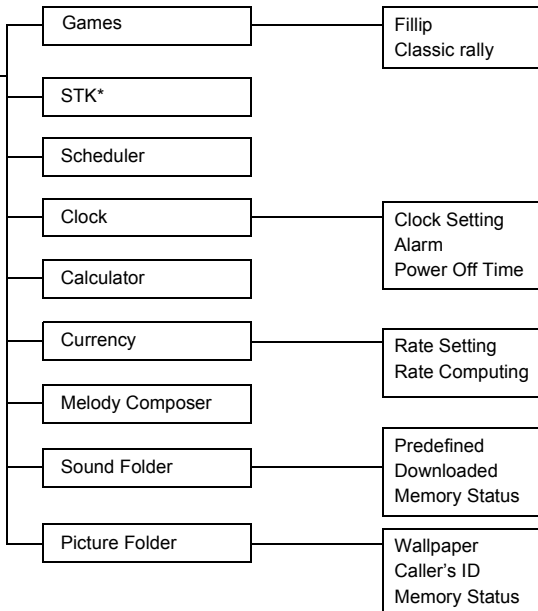 Games
Fillip
Classic rally
STK*
Scheduler
Clock
Clock Setting
Alarm
Power Off Time
Calculator
Currency
Rate Setting
Rate Computing
Melody Composer
Sound Folder
Predefined
Downloaded
Memory Status
Picture Folder
Wallpaper
Caller's ID
Memory Status